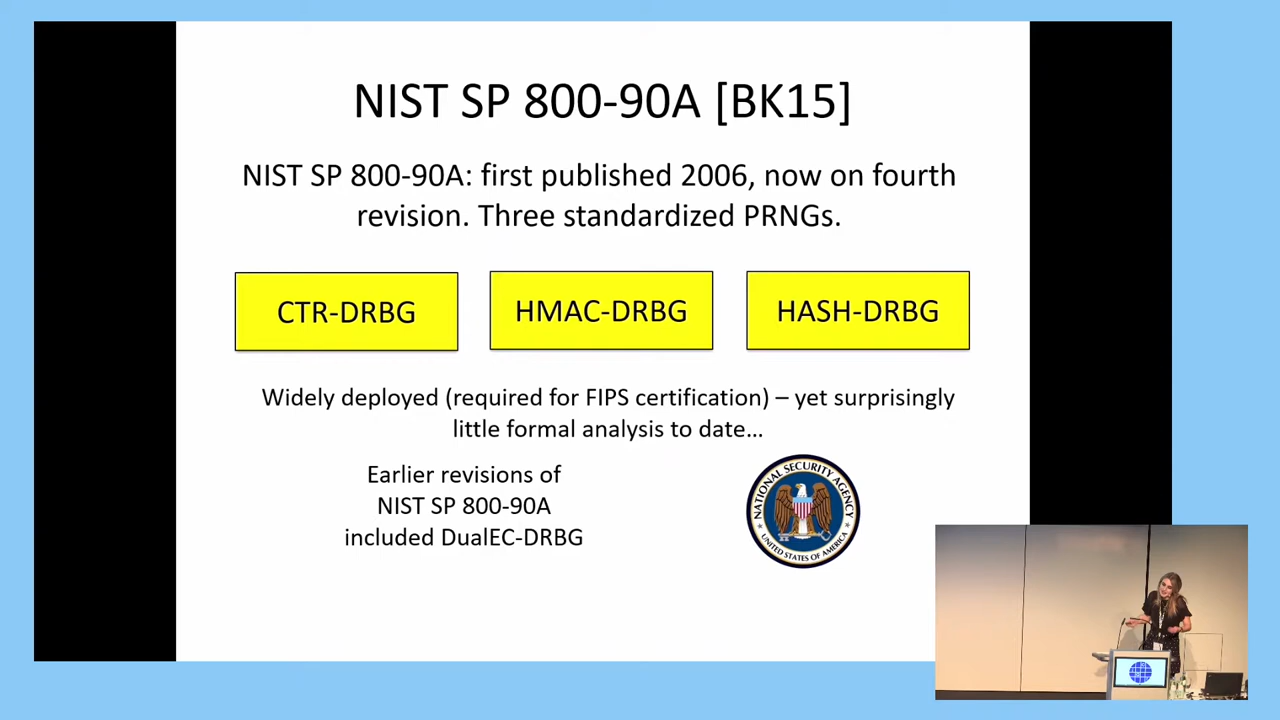 NIST SP 800-90A [BK15]
NIST SP 800-90A: first published 2006, now on fourth
revision. Three standardized PRNGs.
CTR-DRBG
HMAC-DRBG
HASH-DRBG
Widely deployed (required for FIPS certification) – yet surprisingly
little formal analysis to date…
Earlier revisions of
NIST SP 800-90A
included DualEC-DRBG
NATIONAL SECURITY AGENCY
UNITED STATES OF AMERICA